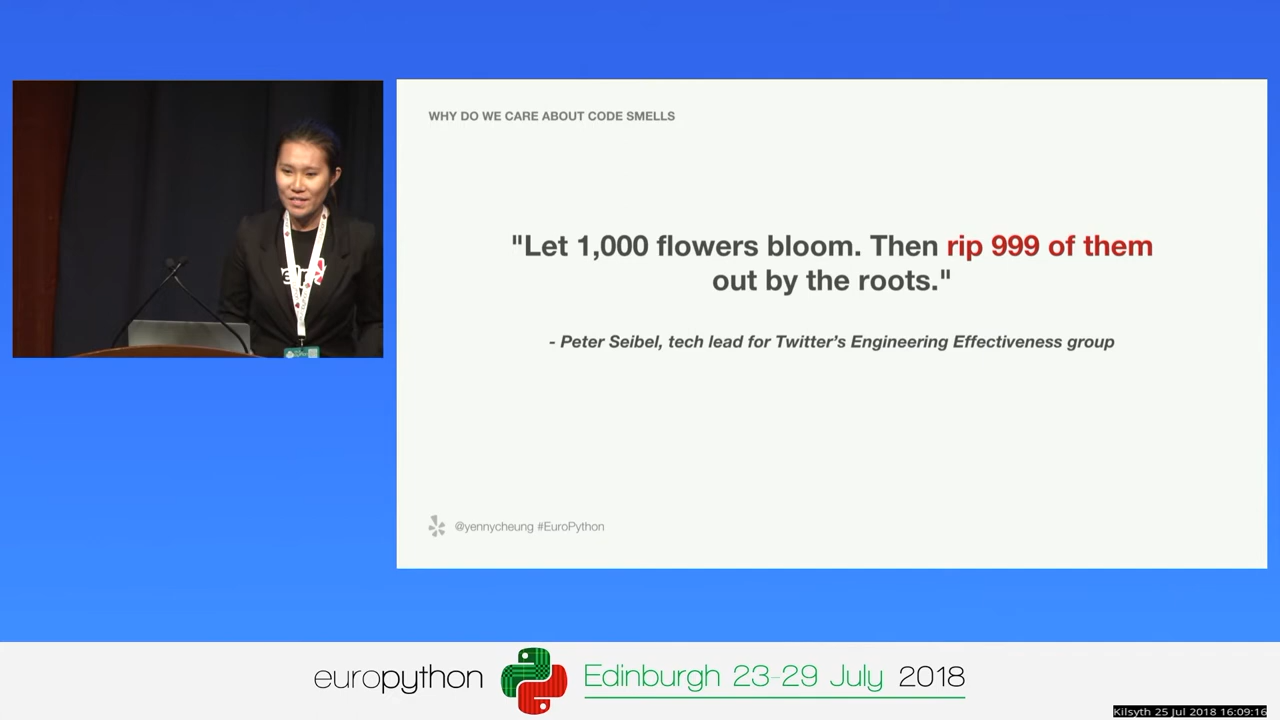 WHY DO WE CARE ABOUT CODE SMELLS
"Let 1,000 flowers bloom. Then rip 999 of them
out by the roots."
- Peter Seibel, tech lead for Twitter's Engineering Effectiveness group
@yennycheung #EuroPython
europython
Edinburgh 23-29 July 2018
Kilsyth 25 Jul 2018 16:09:16